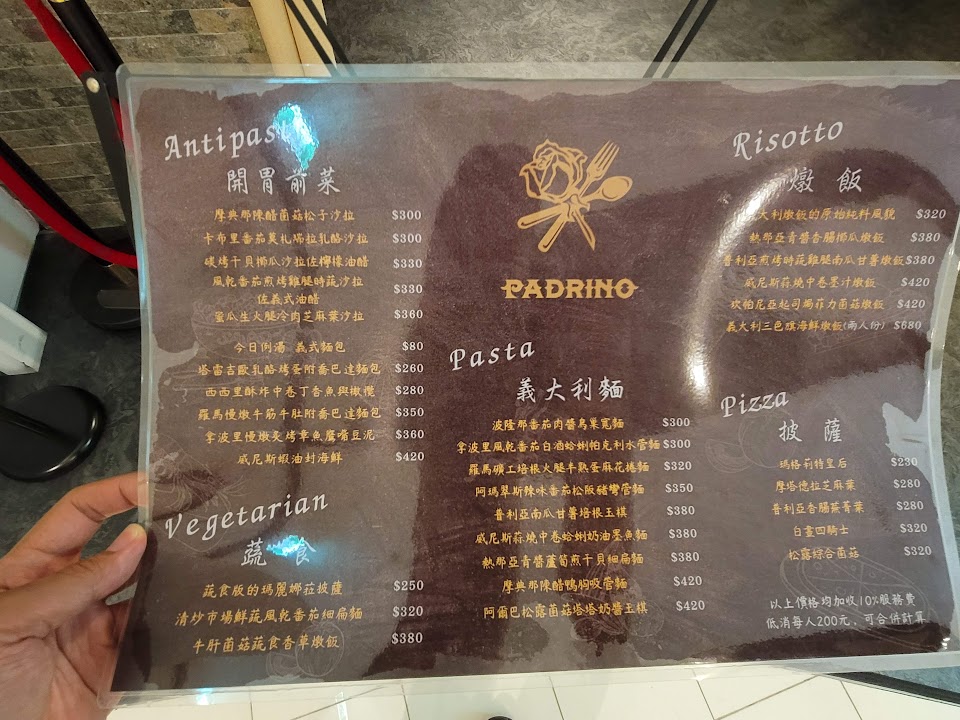 Antipast
開胃前菜
摩典那陳醋菌菇松子沙拉 $300
卡布里番茄莫札瑞拉乳酪沙拉 $300
碳烤干貝櫛瓜沙拉佐檸檬油醋 $330
風乾番茄煎烤雞腿時蔬沙拉
佐義式油醋 $330
蜜瓜生火腿冷肉芝麻葉沙拉 $360
今日例湯 義式麵包 $80
塔雷吉歐乳酪烤蛋附喬巴達麵包 $260
西西里酥炸中卷丁香魚與橄欖 $280
羅馬慢燉牛筋牛肚附喬巴達麵包 $350
拿波里慢燉炙烤章魚鷹嘴豆泥 $360
威尼斯蝦油封海鮮 $420
Vegetarian
蔬食
蔬食版的瑪麗娜拉披薩 $250
清炒市場鮮蔬風乾番茄細扁麵 $320
牛肝菌菇蔬食香草燉飯 $380
PADRINO
Pasta
義大利麵
波隆那番茄肉醬鳥巢寬麵 $300
拿波里風乾番茄白酒蛤蜊帕克利水管麵 $300
羅馬礦工培根火腿半熟蛋麻花捲麵 $320
阿瑪翠斯辣味番茄松阪豬彎管麵 $350
普利亞南瓜甘薯培根玉棋 $380
威尼斯蒜燒中卷蛤蜊奶油墨魚麵 $380
熱那亞青醬蘆筍煎干貝細扁麵 $380
摩典那陳醋鴨胸吸管麵 $420
阿爾巴松露菌菇塔塔奶醬玉棋 $420
Risotto
燉飯
大利燉飯的原始純料風貌 $320
熱那亞青醬香腸櫛瓜燉飯 $380
普利亞煎烤時蔬雞腿南瓜甘薯燉飯 $380
威尼斯蒜燒中卷墨汁燉飯 $420
坎帕尼亞起司瑞菲力菌菇燉飯 $420
義大利三色旗海鮮燉飯(兩人份) $680
Pizza
披薩
瑪格莉特皇后 $230
摩塔德拉芝麻葉 $280
普利亞香腸蕪菁葉 $280
白畫四騎士 $320
松露綜合菌菇 $320
以上價格均加收10%服務費
低消每人200元，可合併計算